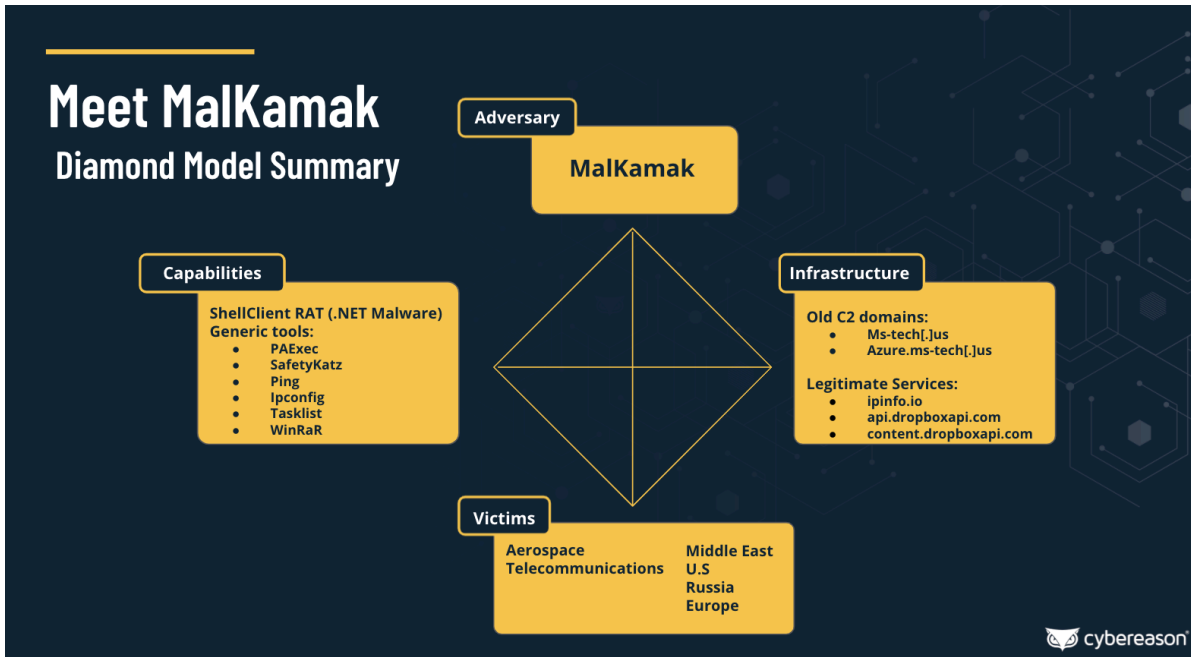 Meet MalKamak
Diamond Model Summary
Adversary
MalKamak
Capabilities
ShellClient RAT (.NET Malware)
Generic tools:
● PAExec
● SafetyKatz
● Ping
● Ipconfig
● Tasklist
● WinRaR
Infrastructure
Old C2 domains:
● Ms-tech[.]us
● Azure.ms-tech[.]us
Legitimate Services:
● ipinfo.io
● api.dropboxapi.com
● content.dropboxapi.com
Victims
Aerospace
Telecommunications
Middle East
U.S
Russia
Europe
cybereason®